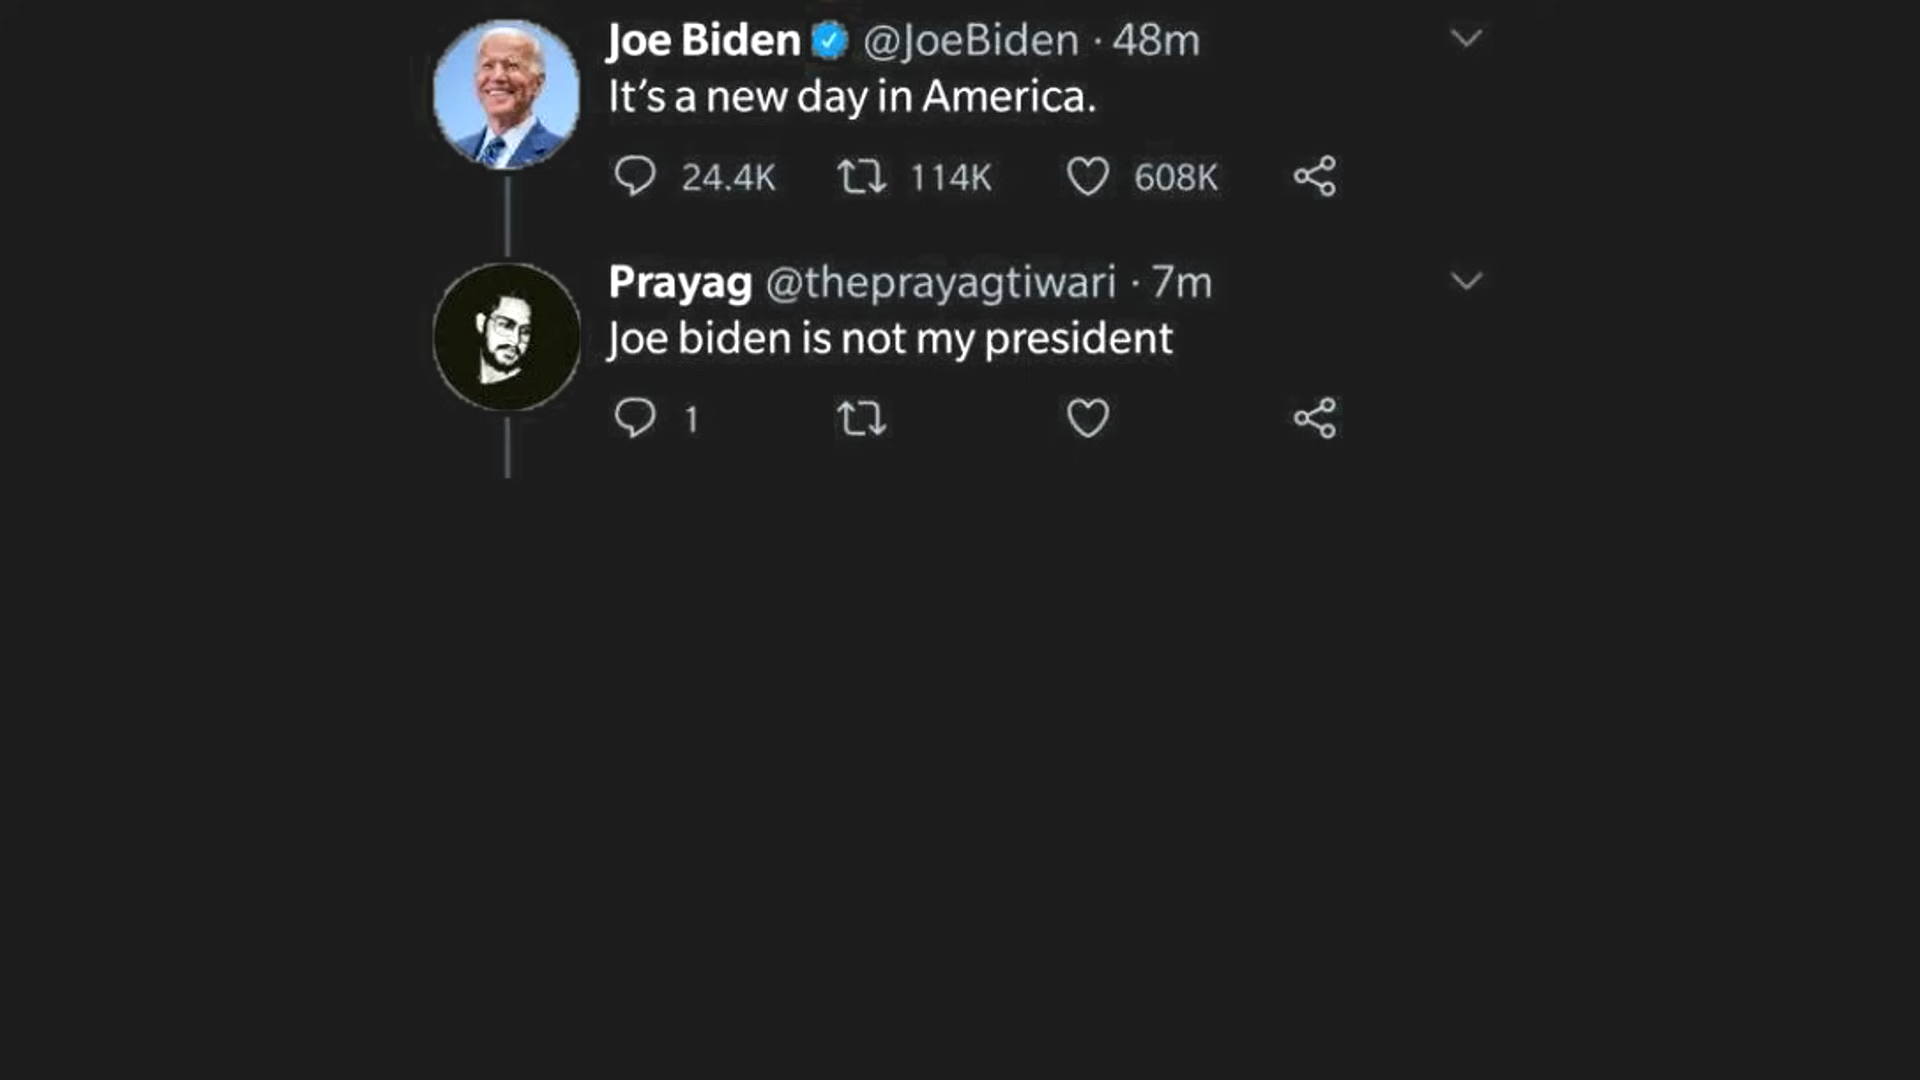 Joe Biden @JoeBiden · 48m
It’s a new day in America.
24.4K 114K 608K
Prayag @theprayagtiwari · 7m
Joe biden is not my president
1